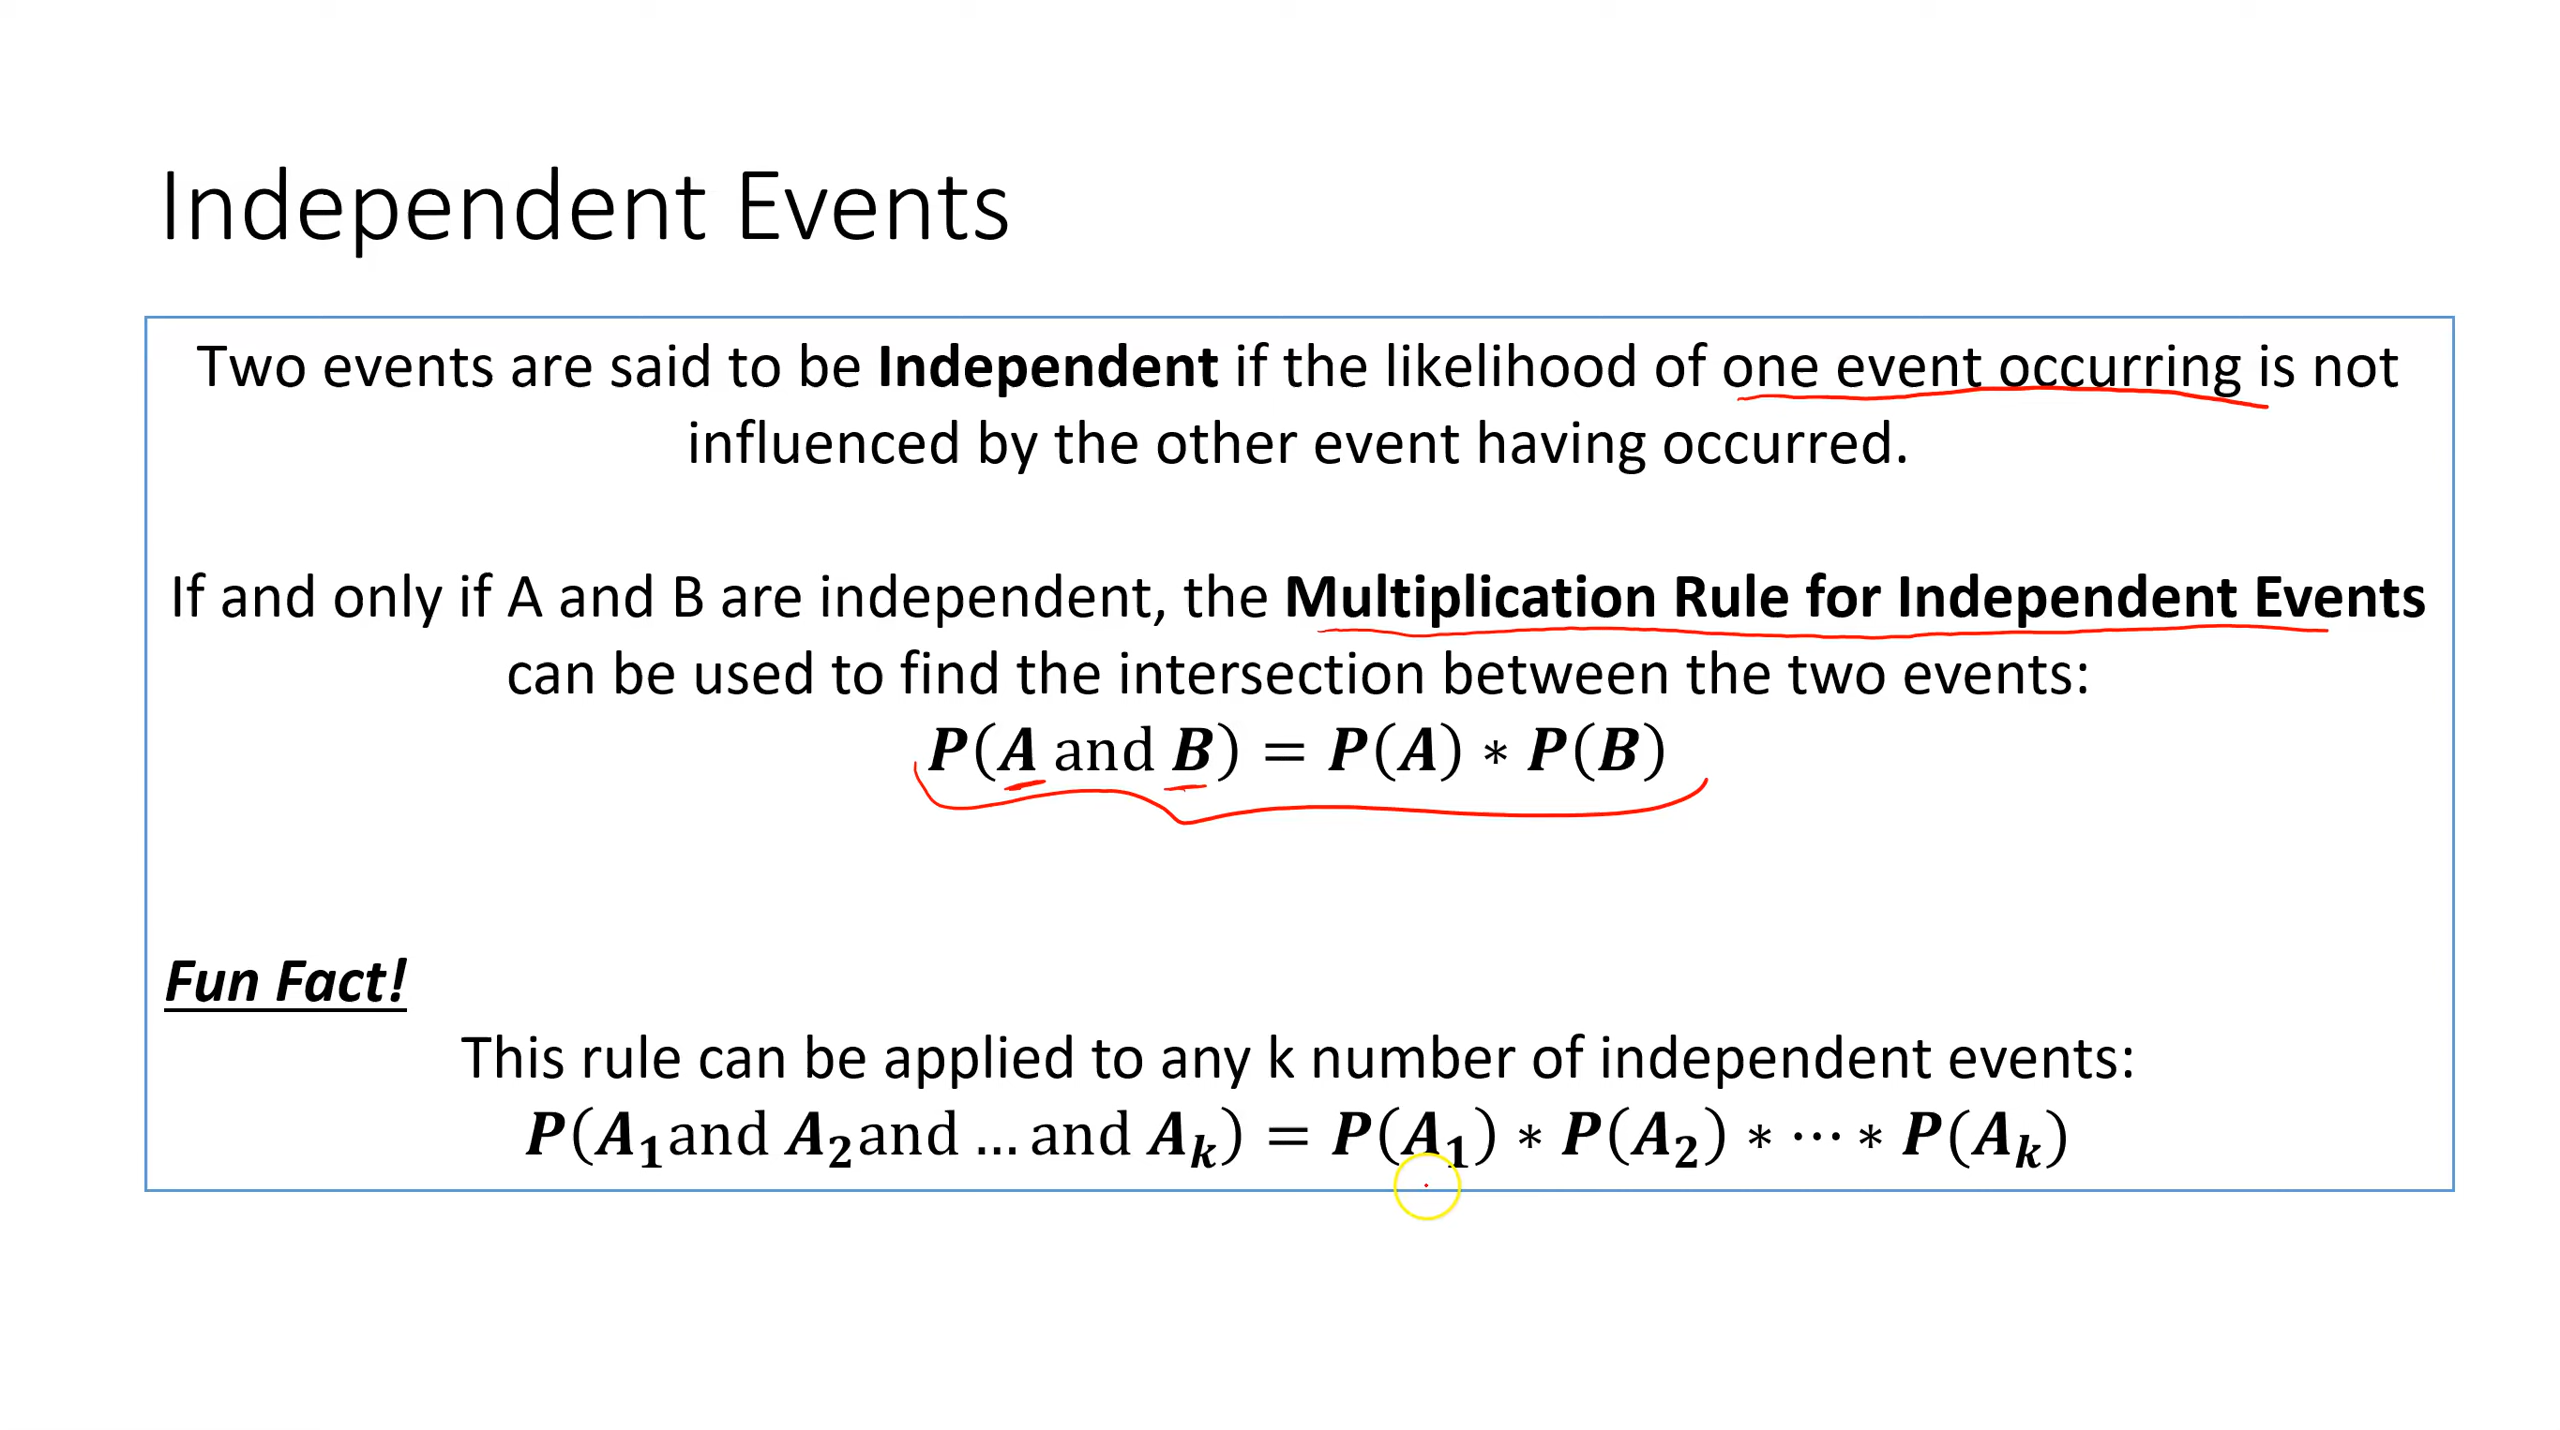 Independent Events
Two events are said to be Independent if the likelihood of one event occurring is not
influenced by the other event having occurred.
If and only if A and B are independent, the Multiplication Rule for Independent Events
can be used to find the intersection between the two events:
P(A and B) = P(A) ∗ P(B)
Fun Fact!
This rule can be applied to any k number of independent events:
P(A₁and A₂and … and Aₖ) = P(A₁) ∗ P(A₂) ∗ ⋯ ∗ P(Aₖ)